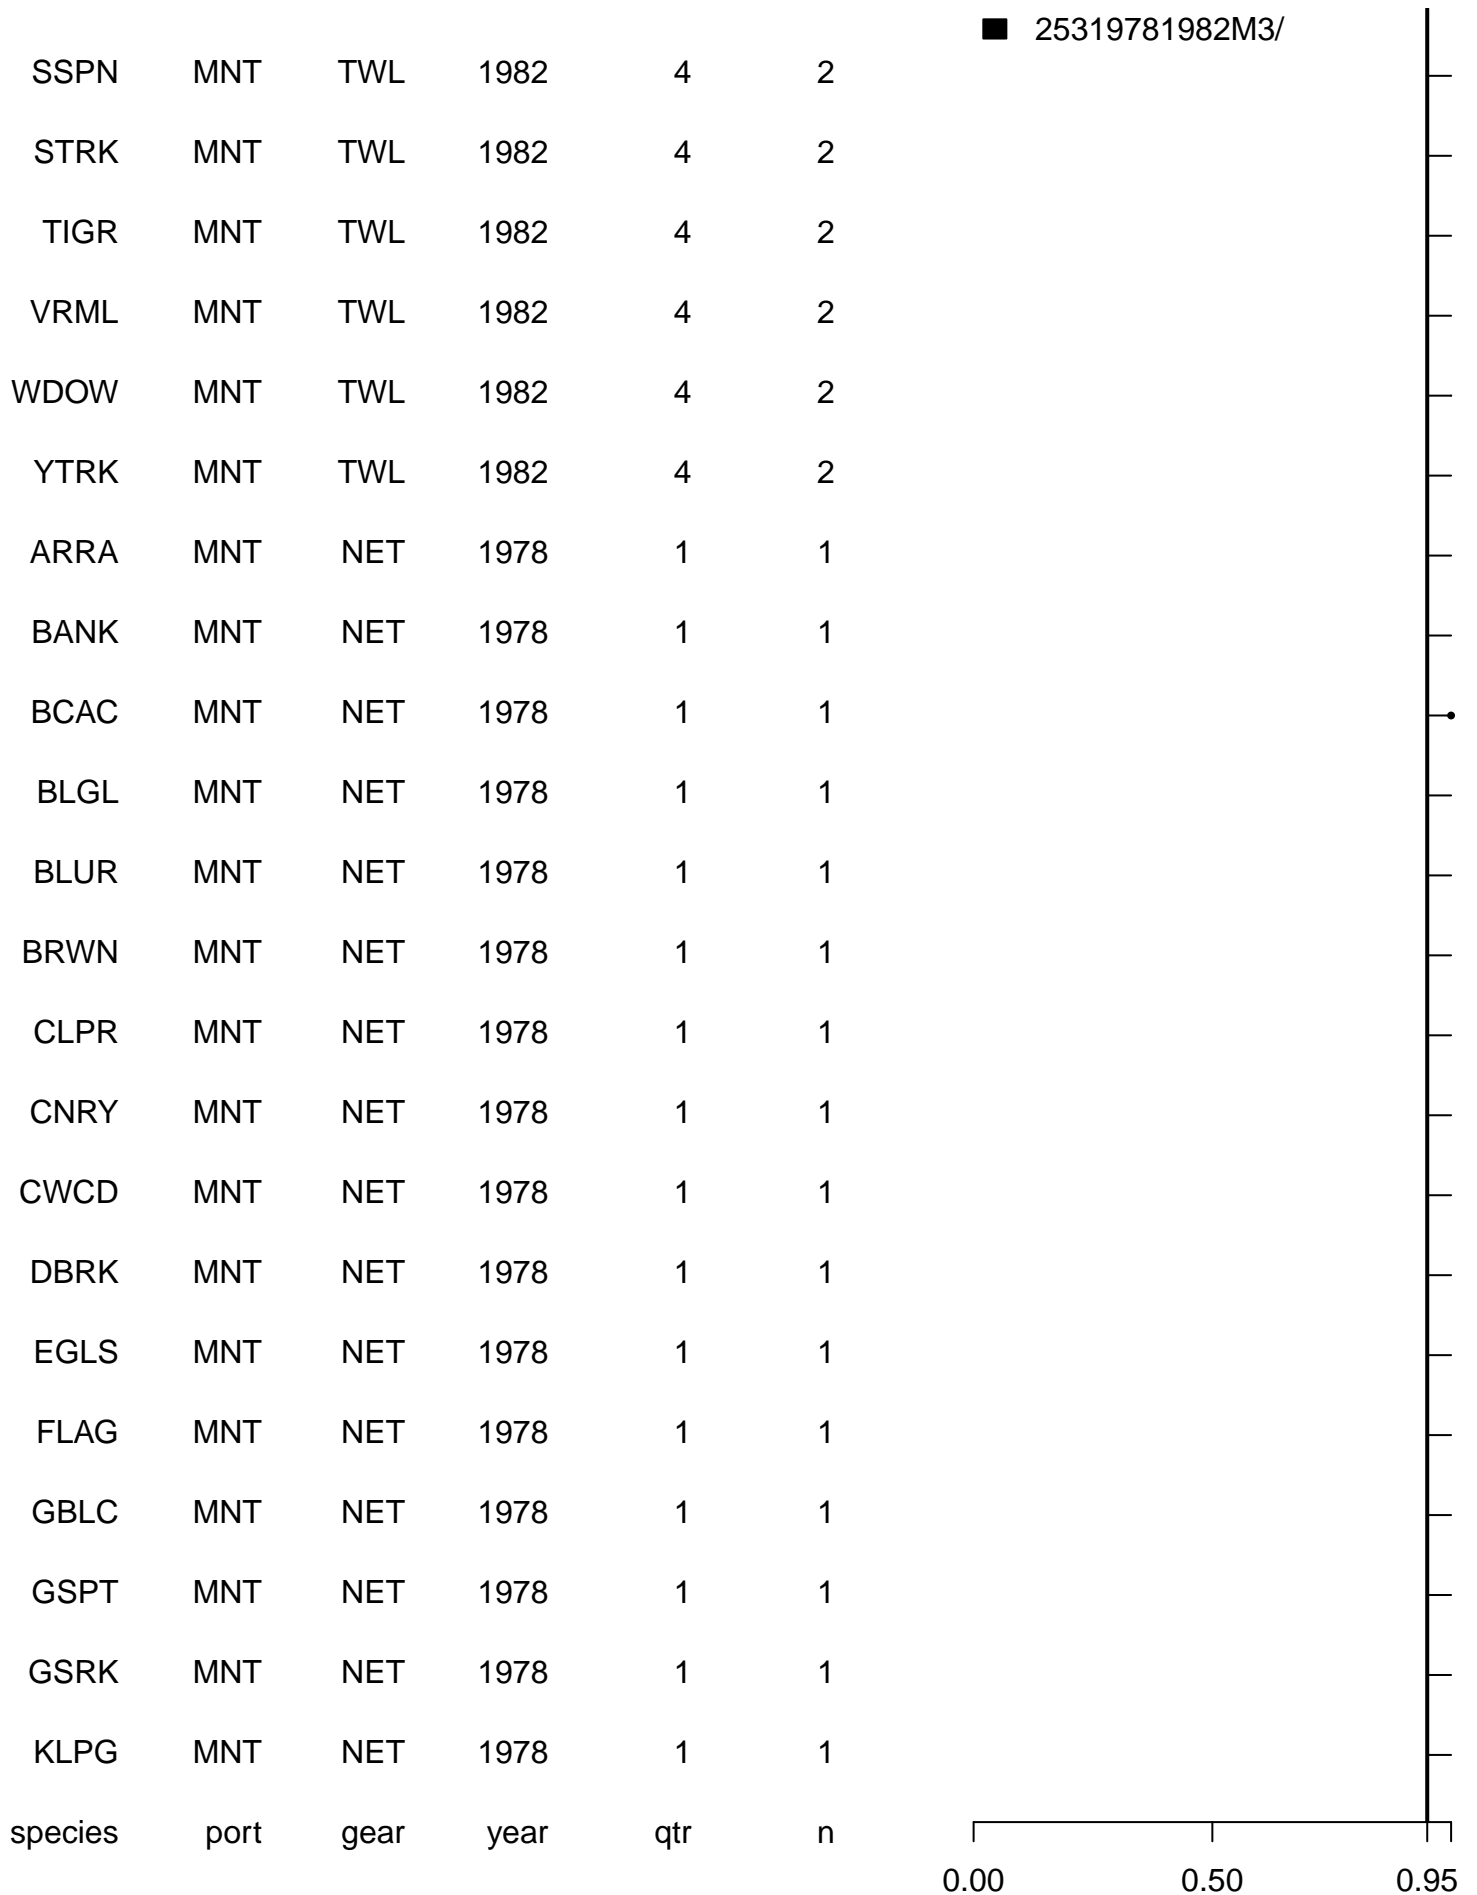 25319781982M3/
SSPN MNT TWL 1982 4 2
STRK MNT TWL 1982 4 2
TIGR MNT TWL 1982 4 2
VRML MNT TWL 1982 4 2
WDOW MNT TWL 1982 4 2
YTRK MNT TWL 1982 4 2
ARRA MNT NET 1978 1 1
BANK MNT NET 1978 1 1
BCAC MNT NET 1978 1 1
BLGL MNT NET 1978 1 1
BLUR MNT NET 1978 1 1
BRWN MNT NET 1978 1 1
CLPR MNT NET 1978 1 1
CNRY MNT NET 1978 1 1
CWCD MNT NET 1978 1 1
DBRK MNT NET 1978 1 1
EGLS MNT NET 1978 1 1
FLAG MNT NET 1978 1 1
GBLC MNT NET 1978 1 1
GSPT MNT NET 1978 1 1
GSRK MNT NET 1978 1 1
KLPG MNT NET 1978 1 1
species port gear year qtr n
0.00 0.50 0.95